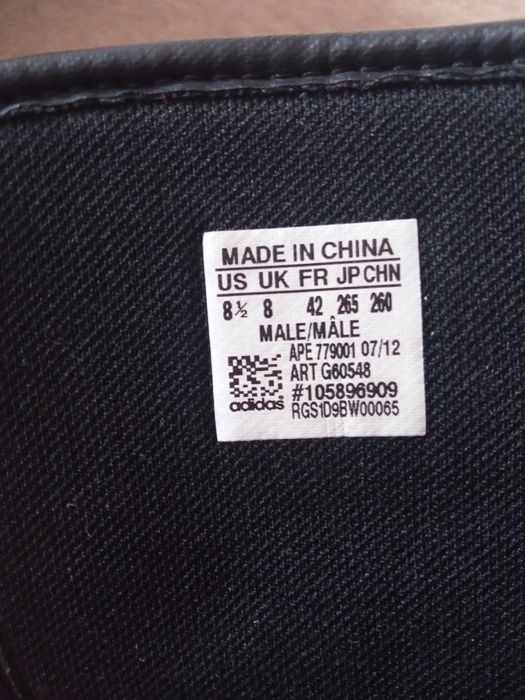 MADE IN CHINA
US UK FR JP CHN
8½ 8 42 265 260
MALE/MÂLE
APE 779001 07/12
ART G60548
#105896909
adidas RGS1D9BW00065